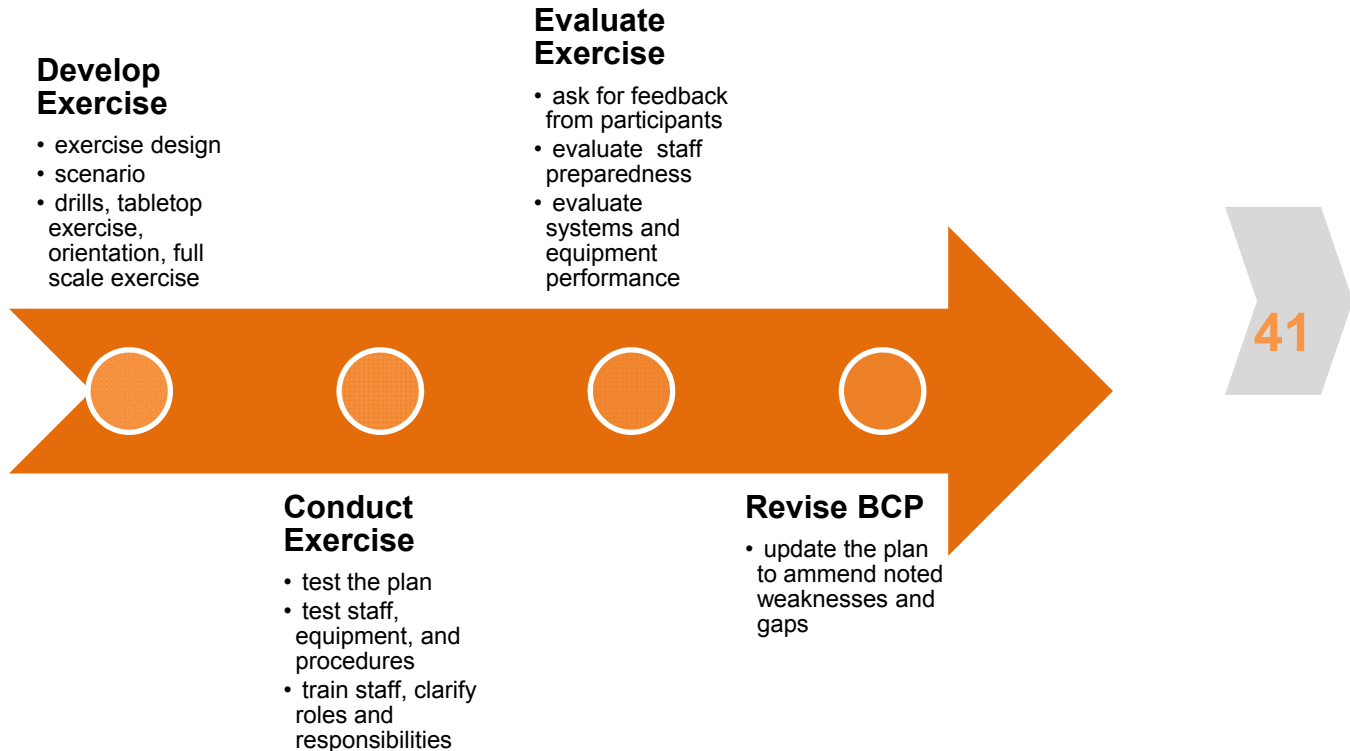 Develop
Exercise
• exercise design
• scenario
• drills, tabletop
exercise,
orientation, full
scale exercise
Conduct
Exercise
• test the plan
• test staff,
equipment, and
procedures
• train staff, clarify
roles and
responsibilities
Evaluate
Exercise
• ask for feedback
from participants
• evaluate staff
preparedness
• evaluate
systems and
equipment
performance
Revise BCP
• update the plan
to ammend noted
weaknesses and
gaps
41